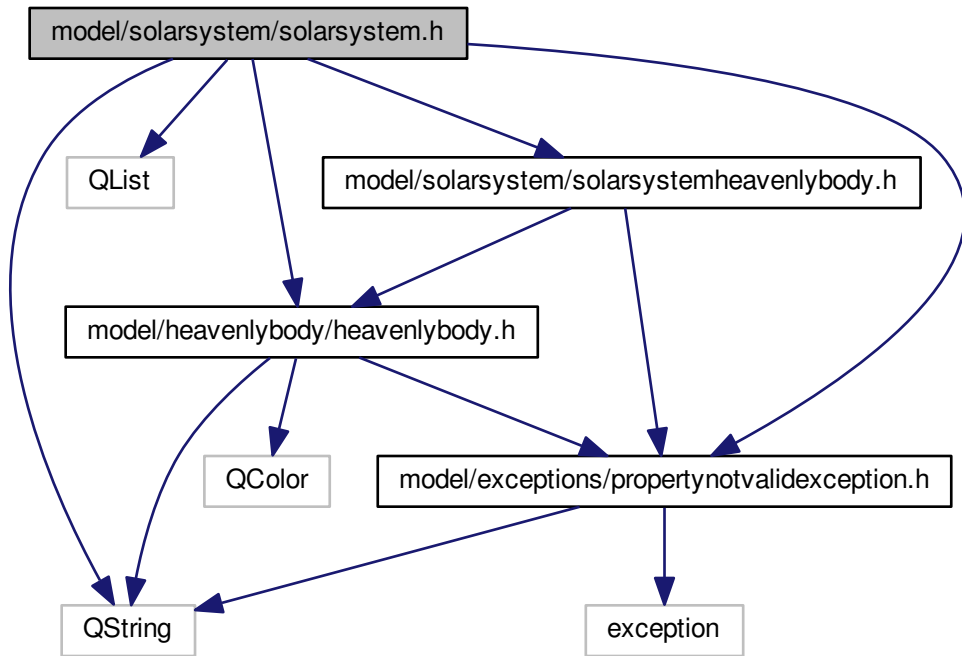 model/solarsystem/solarsystem.h
QList
model/solarsystem/solarsystemheavenlybody.h
model/heavenlybody/heavenlybody.h
QColor
model/exceptions/propertynotvalidexception.h
QString
exception